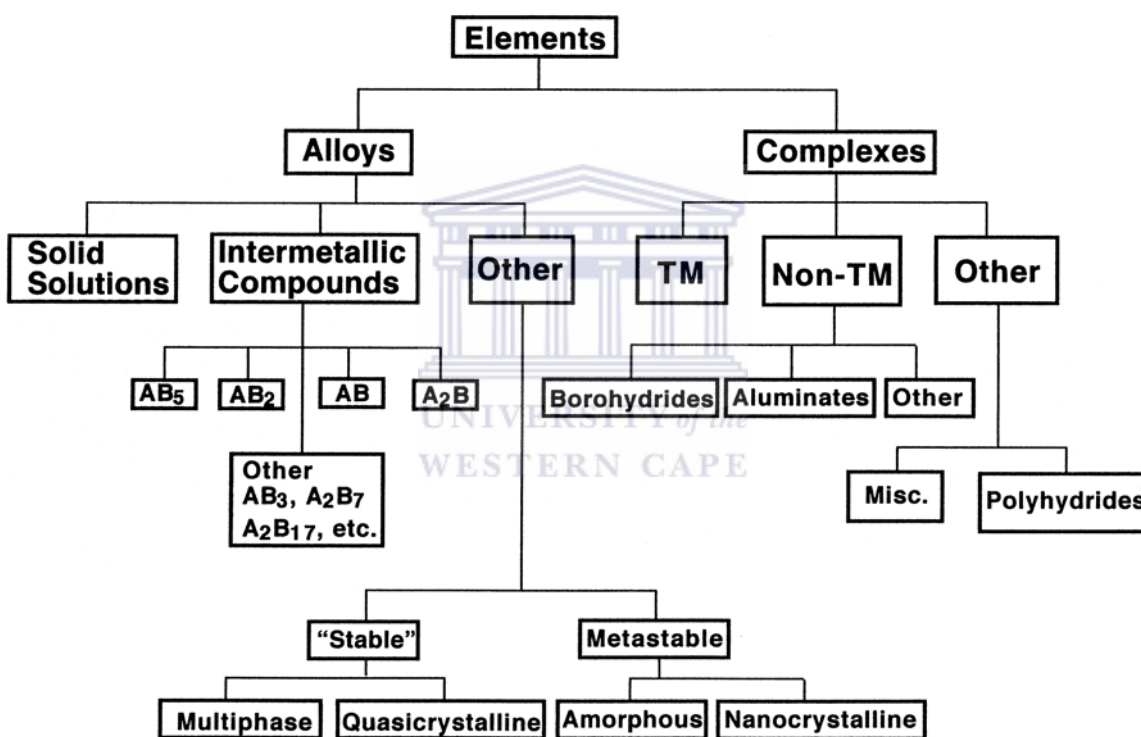 Elements
Alloys
Complexes
Solid
Solutions
Intermetallic
Compounds
Other
TM
Non-TM
Other
AB₅
AB₂
AB
A₂B
Borohydrides
Aluminates
Other
UNIVERSITY of the
WESTERN CAPE
Other
AB₃, A₂B₇
A₂B₁₇, etc.
Misc.
Polyhydrides
“Stable”
Metastable
Multiphase
Quasicrystalline
Amorphous
Nanocrystalline